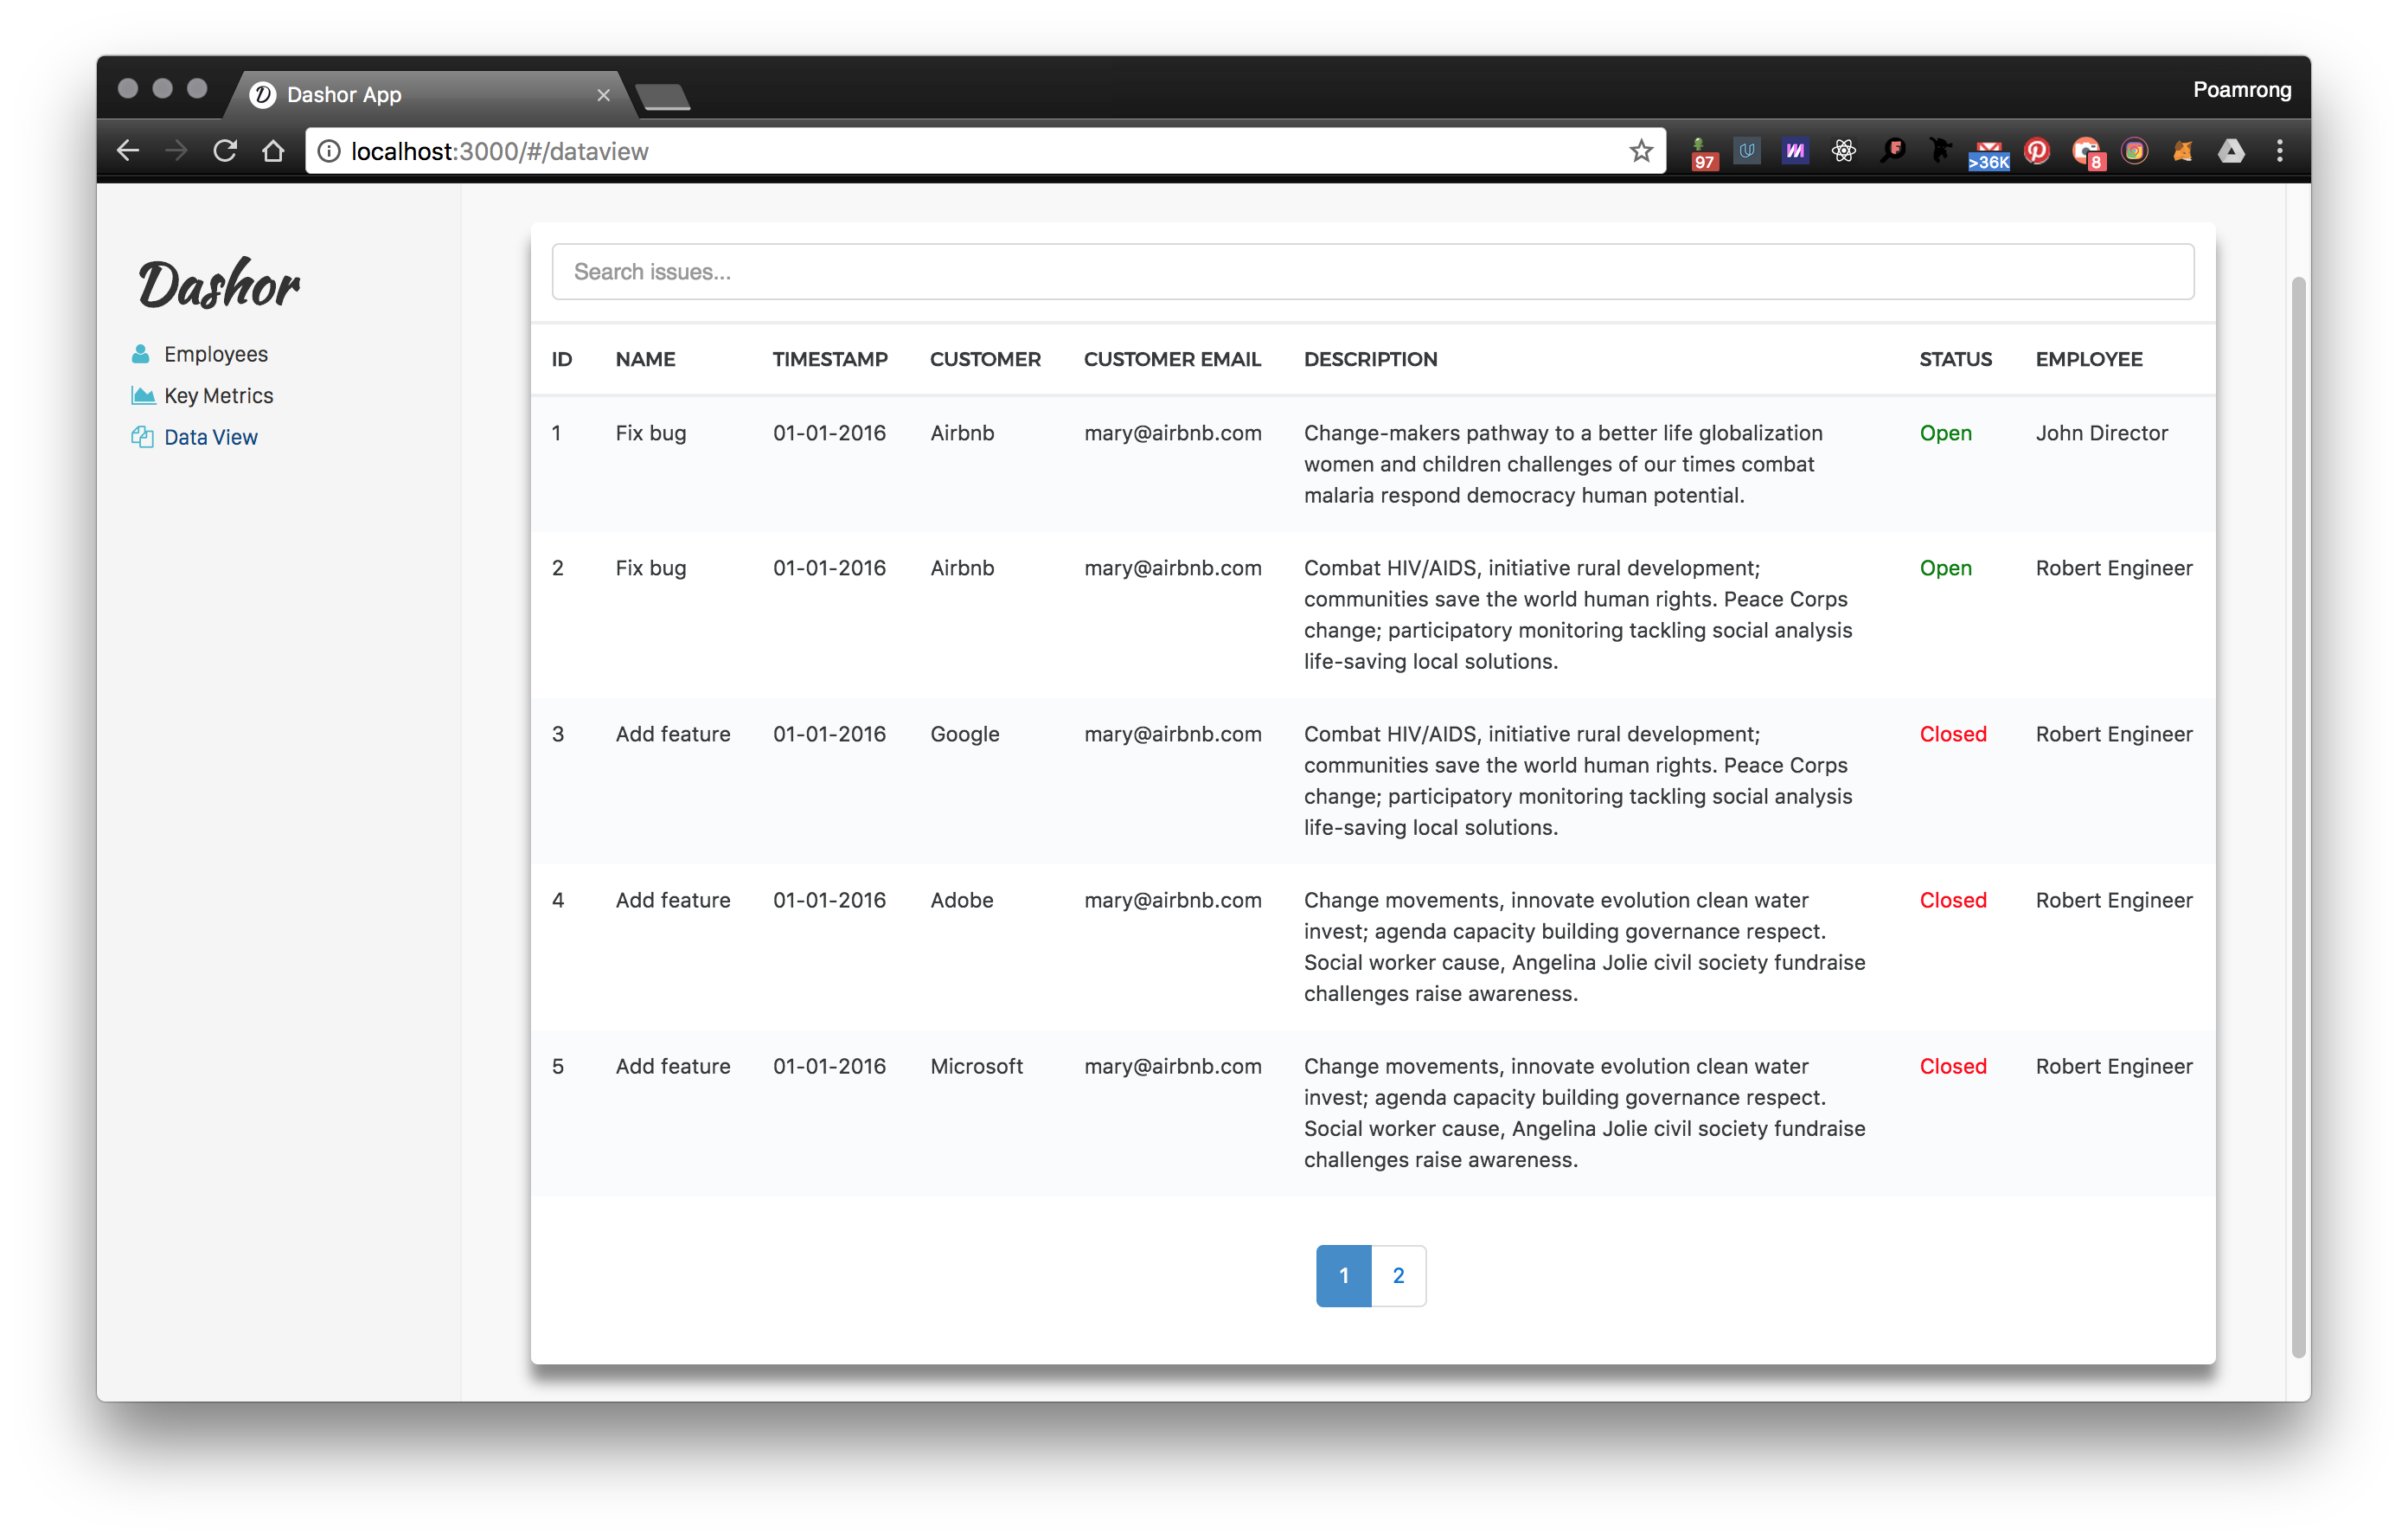 Dashor App
Poamrong
localhost:3000/#/dataview
97
>36K
8
Dashor
Employees
Key Metrics
Data View
Search issues...
ID NAME TIMESTAMP CUSTOMER CUSTOMER EMAIL DESCRIPTION STATUS EMPLOYEE
1 Fix bug 01-01-2016 Airbnb mary@airbnb.com Change-makers pathway to a better life globalization Open John Director
women and children challenges of our times combat
malaria respond democracy human potential.
2 Fix bug 01-01-2016 Airbnb mary@airbnb.com Combat HIV/AIDS, initiative rural development; Open Robert Engineer
communities save the world human rights. Peace Corps
change; participatory monitoring tackling social analysis
life-saving local solutions.
3 Add feature 01-01-2016 Google mary@airbnb.com Combat HIV/AIDS, initiative rural development; Closed Robert Engineer
communities save the world human rights. Peace Corps
change; participatory monitoring tackling social analysis
life-saving local solutions.
4 Add feature 01-01-2016 Adobe mary@airbnb.com Change movements, innovate evolution clean water Closed Robert Engineer
invest; agenda capacity building governance respect.
Social worker cause, Angelina Jolie civil society fundraise
challenges raise awareness.
5 Add feature 01-01-2016 Microsoft mary@airbnb.com Change movements, innovate evolution clean water Closed Robert Engineer
invest; agenda capacity building governance respect.
Social worker cause, Angelina Jolie civil society fundraise
challenges raise awareness.
1 2